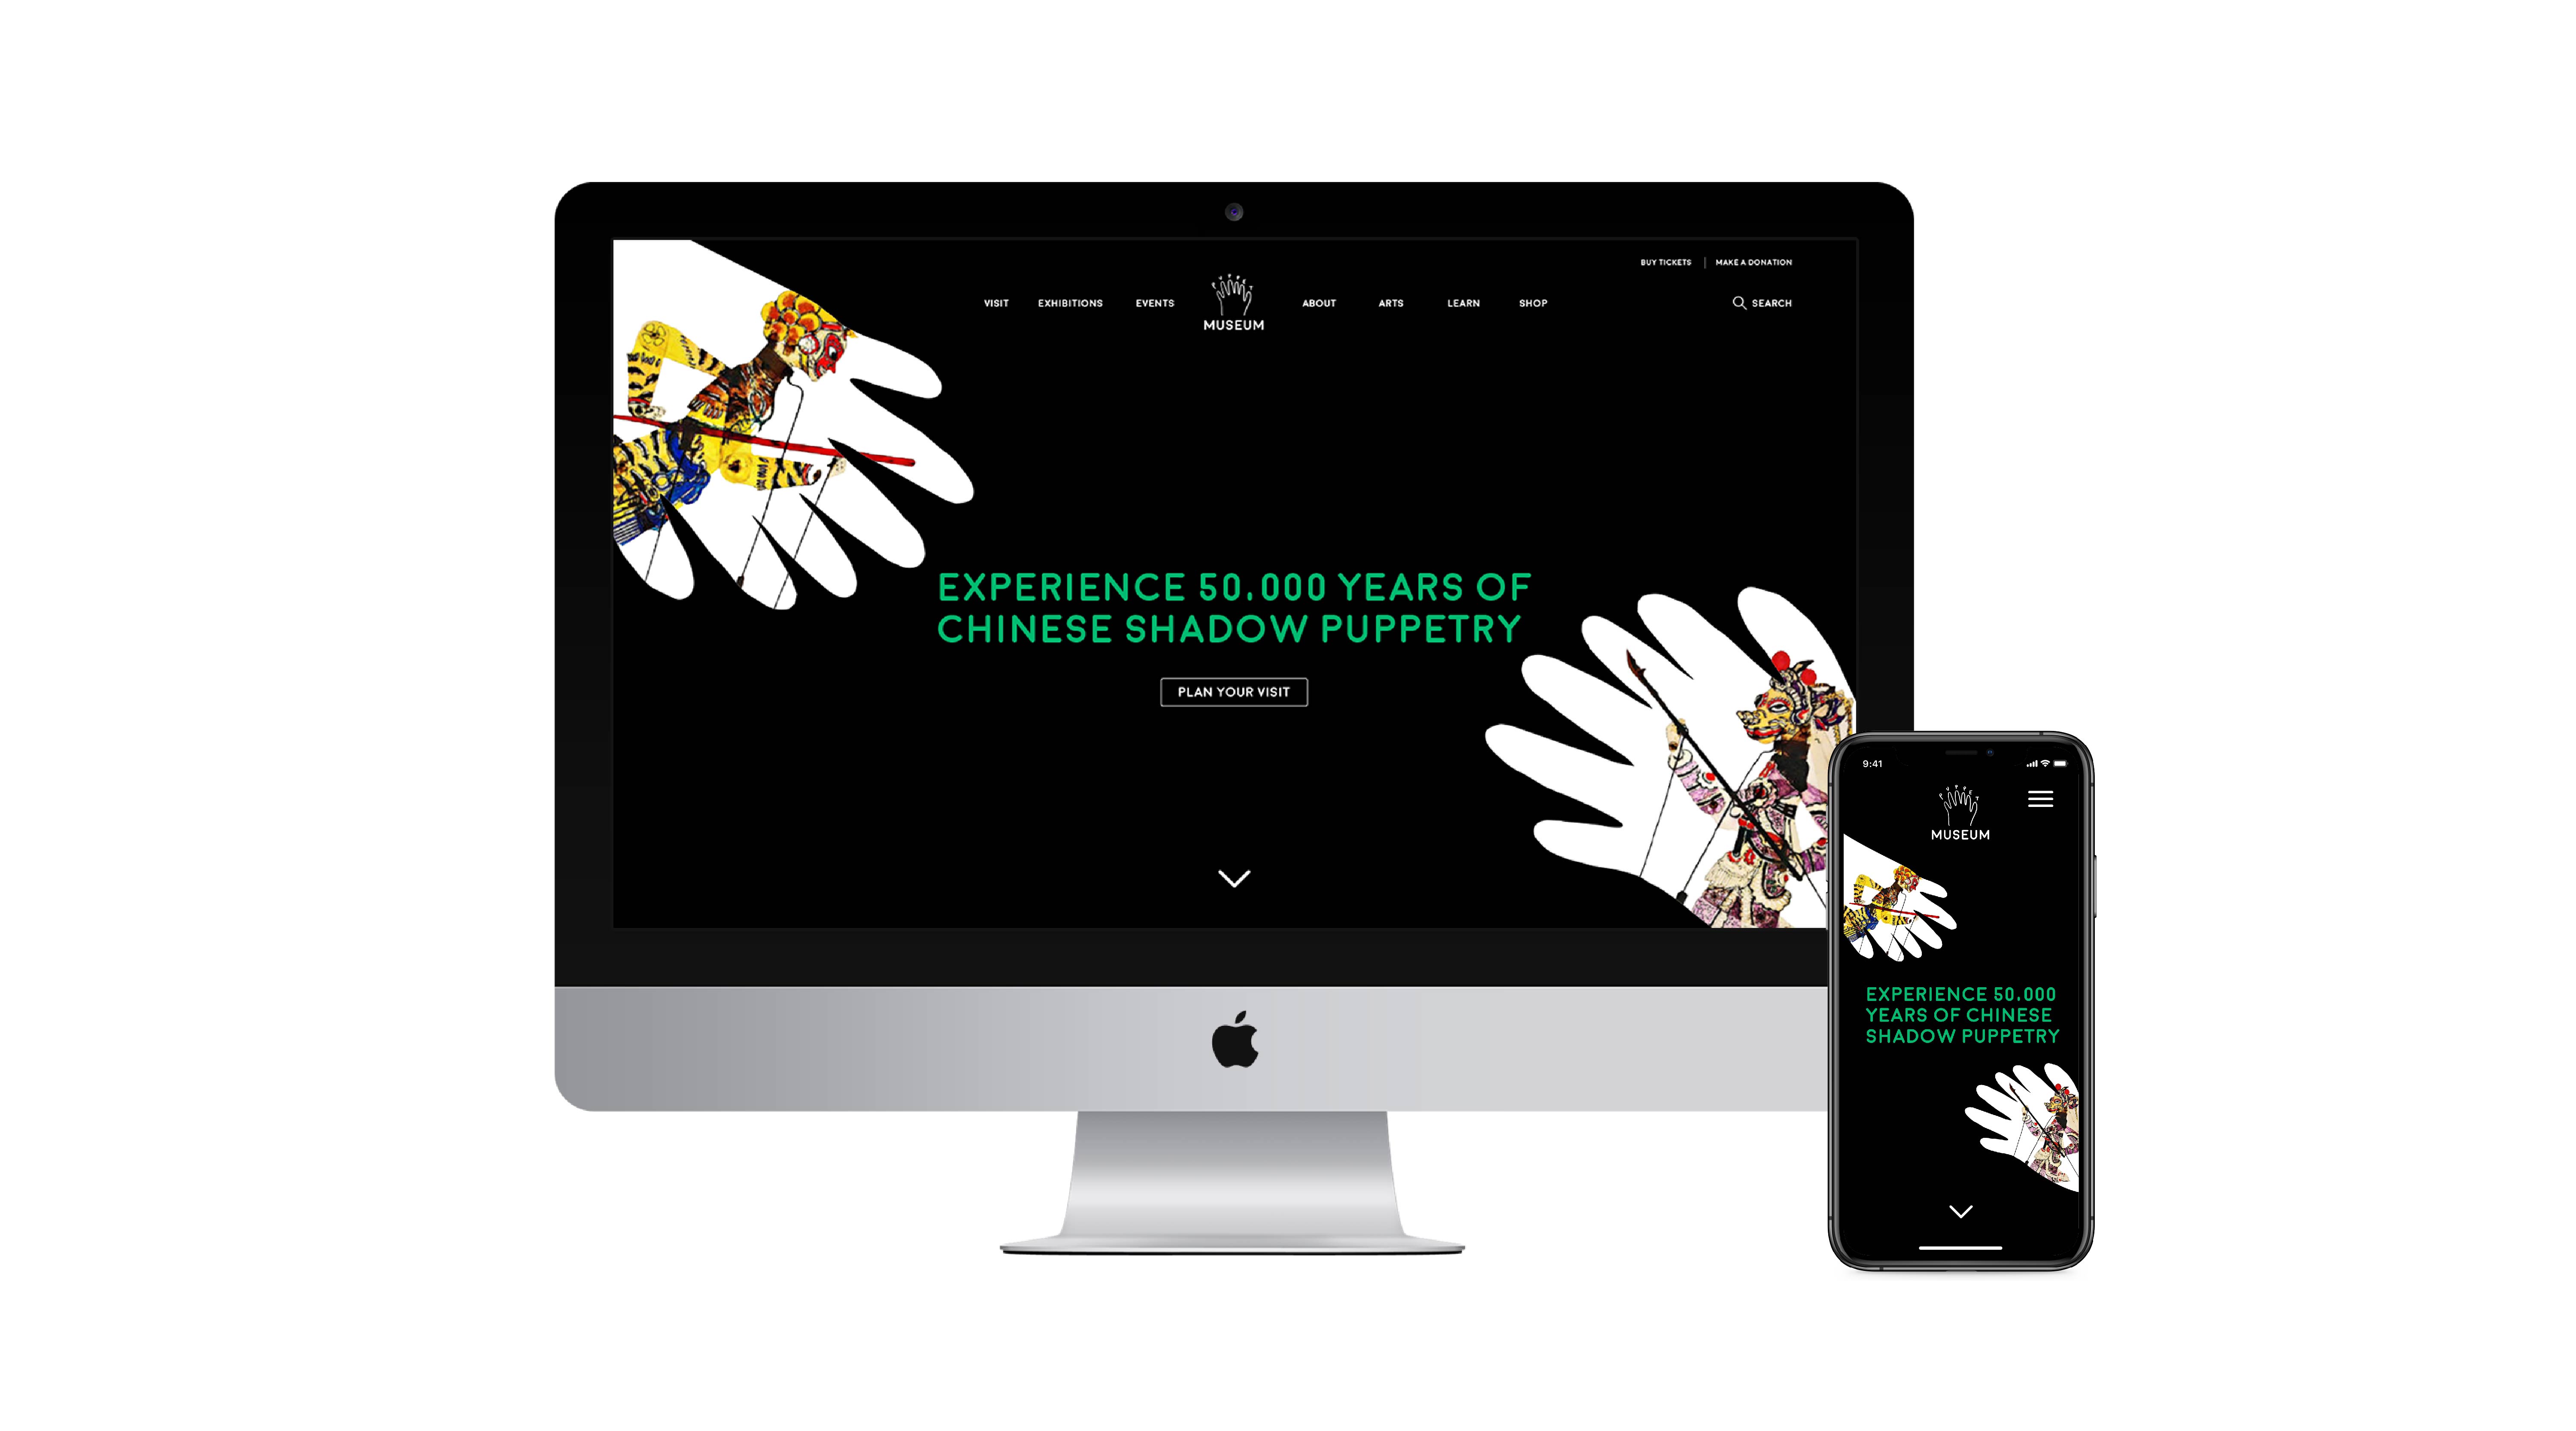 BUY TICKETS | MAKE A DONATION
VISIT EXHIBITIONS EVENTS ABOUT ARTS LEARN SHOP SEARCH
MUSEUM
EXPERIENCE 50.000 YEARS OF
CHINESE SHADOW PUPPETRY
PLAN YOUR VISIT
9:41
MUSEUM
EXPERIENCE 50.000
YEARS OF CHINESE
SHADOW PUPPETRY